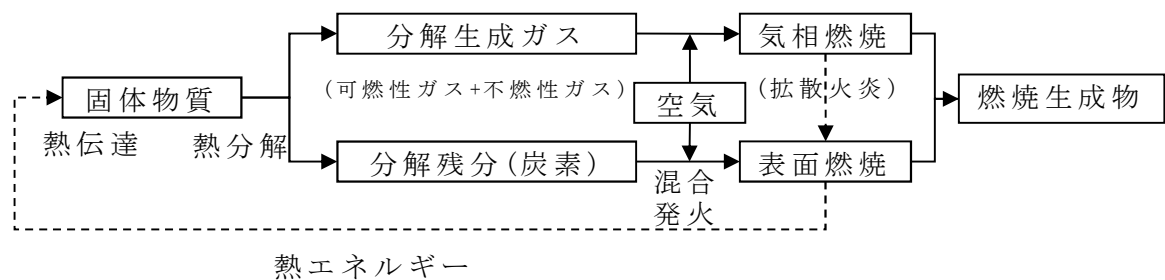 分解生成ガス
気相燃焼
(可燃性ガス+不燃性ガス)
(拡散火炎)
固体物質
空気
燃焼生成物
熱伝達
熱分解
分解残分(炭素)
表面燃焼
混合
発火
熱エネルギー